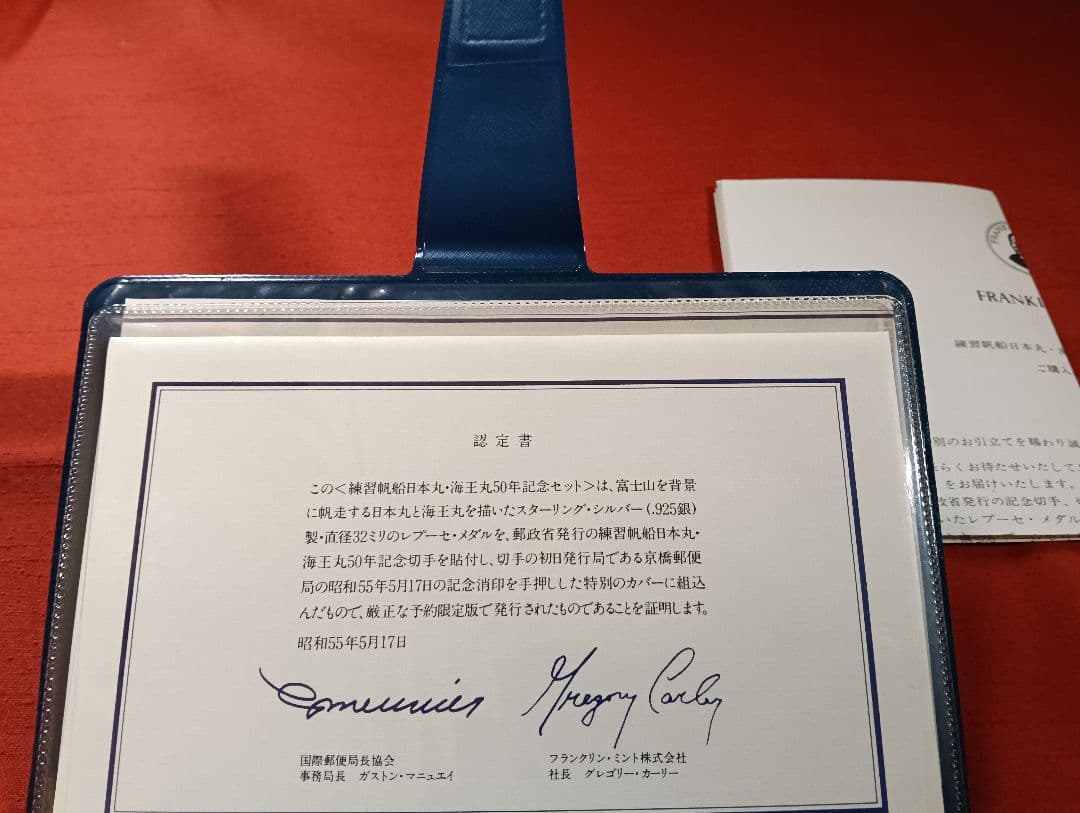 認定書
この＜練習帆船日本丸・海王丸50年記念セット＞は、富士山を背景
に帆走する日本丸と海王丸を描いたスターリング・シルバー(.925銀)
製・直径32ミリのレプーセ・メダルを、郵政省発行の練習帆船日本丸・
海王丸50年記念切手を貼付し、切手の初日発行局である京橋郵便
局の昭和55年5月17日の記念消印を手押しした特別のカバーに組込
んだもので、厳正な予約限定版で発行されたものであることを証明します。
昭和55年5月17日
Gregory Carley
国際郵便局長協会
事務局長 ガストン・マニュエイ
フランクリン・ミント株式会社
社長 グレゴリー・カーリー
FRANKL
練習帆船日本丸・
ご購入
別のお引立てを賜わり誠
らくお待たせいたして
をお届けいたします。
政省発行の記念切手、
いたレプーセ・メダル